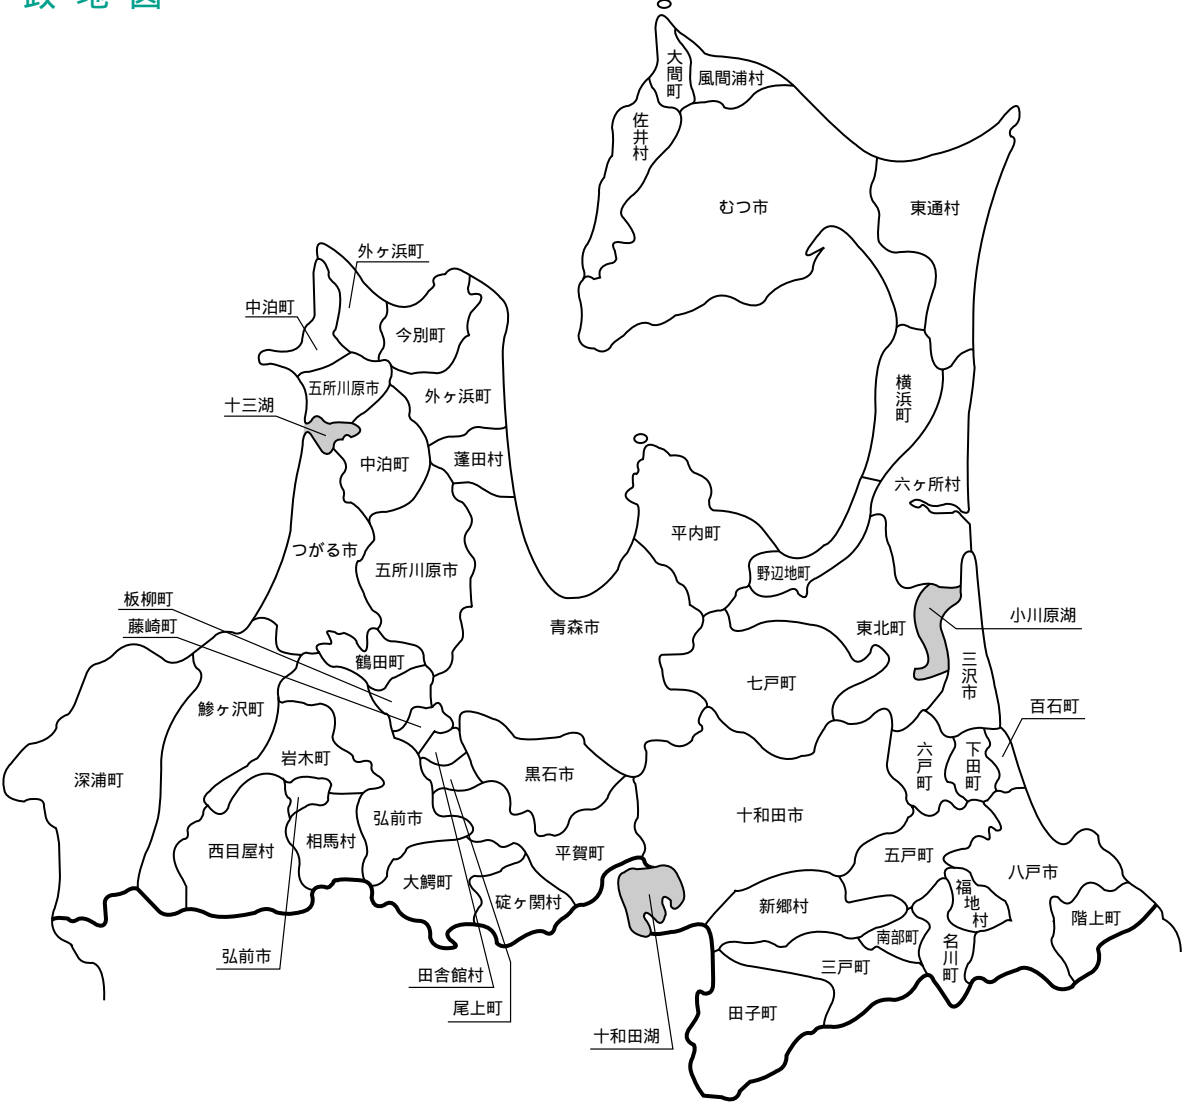 政地図
大間町
風間浦村
佐井村
むつ市
東通村
外ヶ浜町
中泊町
今別町
五所川原市
外ヶ浜町
横浜町
十三湖
中泊町
蓬田村
六ヶ所村
平内町
つがる市
五所川原市
野辺地町
板柳町
藤崎町
青森市
東北町
小川原湖
鶴田町
三沢市
七戸町
鰺ヶ沢町
百石町
岩木町
深浦町
黒石市
六戸町
下田町
弘前市
十和田市
西目屋村
相馬村
平賀町
五戸町
八戸市
大鰐町
碇ヶ関村
新郷村
福地村
階上町
南部町
名川町
弘前市
田舎館村
三戸町
尾上町
田子町
十和田湖